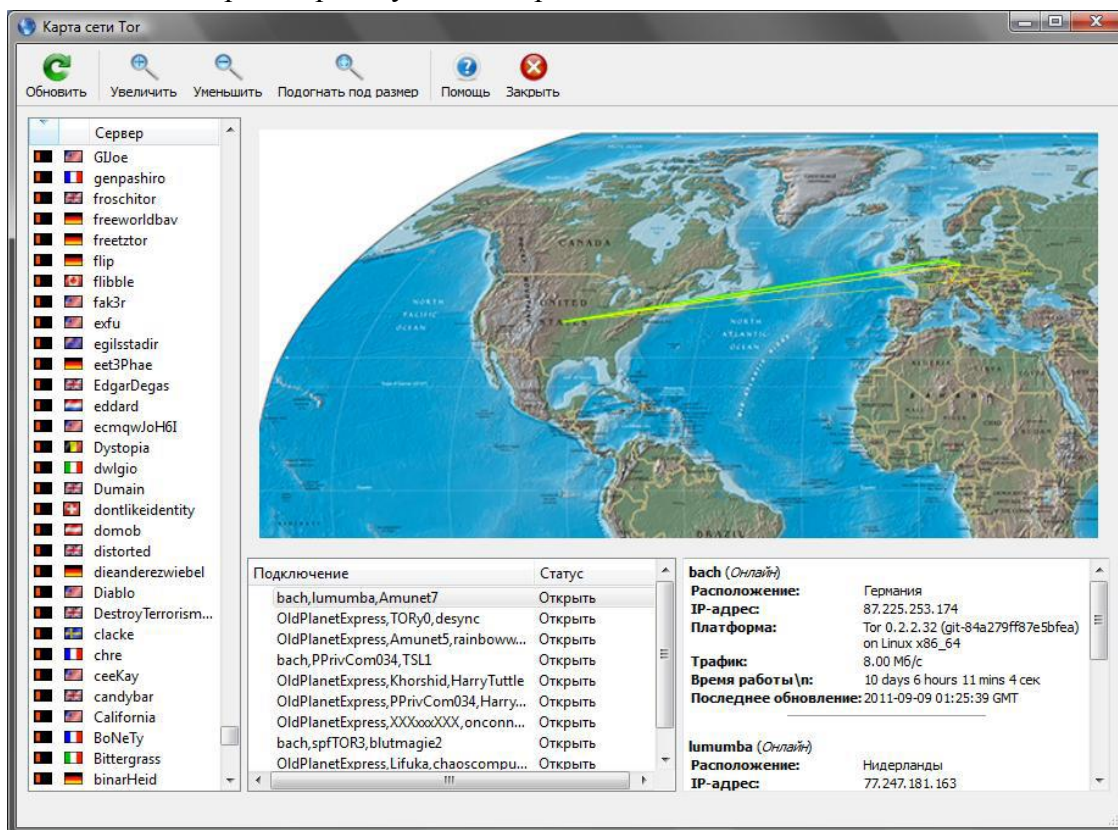 Карта сети Tor
Обновить Увеличить Уменьшить Подогнать под размер Помощь Закрыть
Сервер
GIJoe
genpashiro
froschitor
freeworldbav
freetztor
flip
flibble
fak3r
exfu
egilsstadir
eet3Phae
EdgarDegas
eddard
ecmqwJoH6I
Dystopia
dwlgio
Dumain
dontlikeidentity
domob
distorted
dieanderezwiebel
Diablo
DestroyTerrorism...
clacke
chre
ceeKay
candybar
California
BoNeTy
Bittergrass
binarHeid
CANADA
UNITED
STATES
NORTH
PACIFIC
OCEAN
NORTH
ATLANTIC
OCEAN
ALGERIA
LIBYA
EGYPT
BRAZIL
Подключение Статус
bach,lumumba,Amunet7 Открыть
OldPlanetExpress,TORy0,desync Открыть
OldPlanetExpress,Amunet5,rainboww... Открыть
bach,PPrivCom034,TSL1 Открыть
OldPlanetExpress,Khorshid,HarryTuttle Открыть
OldPlanetExpress,PPrivCom034,Harry... Открыть
OldPlanetExpress,XXXxxxXXX,onconn... Открыть
bach,spfTOR3,blutmagie2 Открыть
OldPlanetExpress,Lifuka,chaoscompu... Открыть
bach (Онлайн)
Расположение: Германия
IP-адрес: 87.225.253.174
Платформа: Tor 0.2.2.32 (git-84a279ff87e5bfea)
on Linux x86_64
Трафик: 8.00 Мб/с
Время работы\n: 10 days 6 hours 11 mins 4 сек
Последнее обновление: 2011-09-09 01:25:39 GMT
lumumba (Онлайн)
Расположение: Нидерланды
IP-адрес: 77.247.181.163